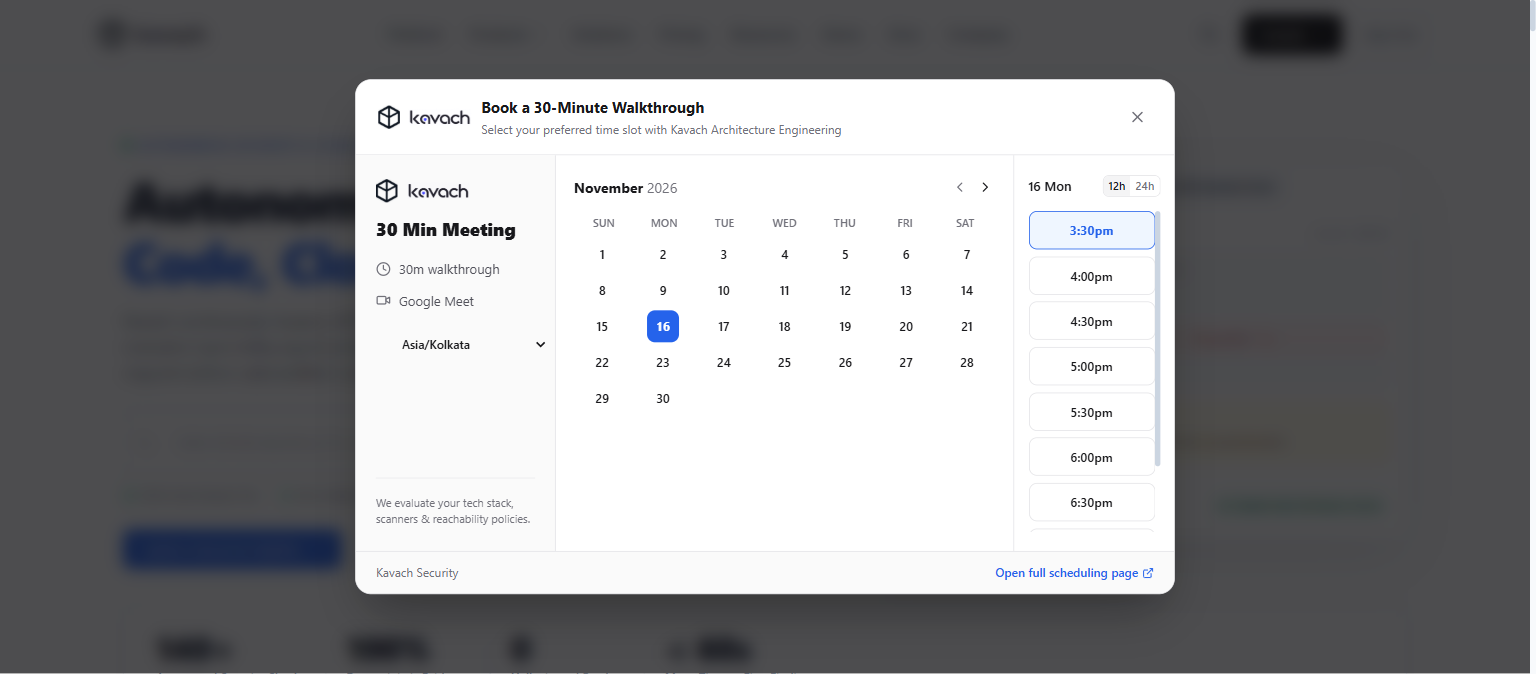 kavach
Book a 30-Minute Walkthrough
Select your preferred time slot with Kavach Architecture Engineering
kavach
30 Min Meeting
30m walkthrough
Google Meet
Asia/Kolkata
We evaluate your tech stack,
scanners & reachability policies.
November 2026
SUN MON TUE WED THU FRI SAT
1 2 3 4 5 6 7
8 9 10 11 12 13 14
15 16 17 18 19 20 21
22 23 24 25 26 27 28
29 30
16 Mon 12h 24h
3:30pm
4:00pm
4:30pm
5:00pm
5:30pm
6:00pm
6:30pm
Kavach Security
Open full scheduling page
Autonom
Code, Clo